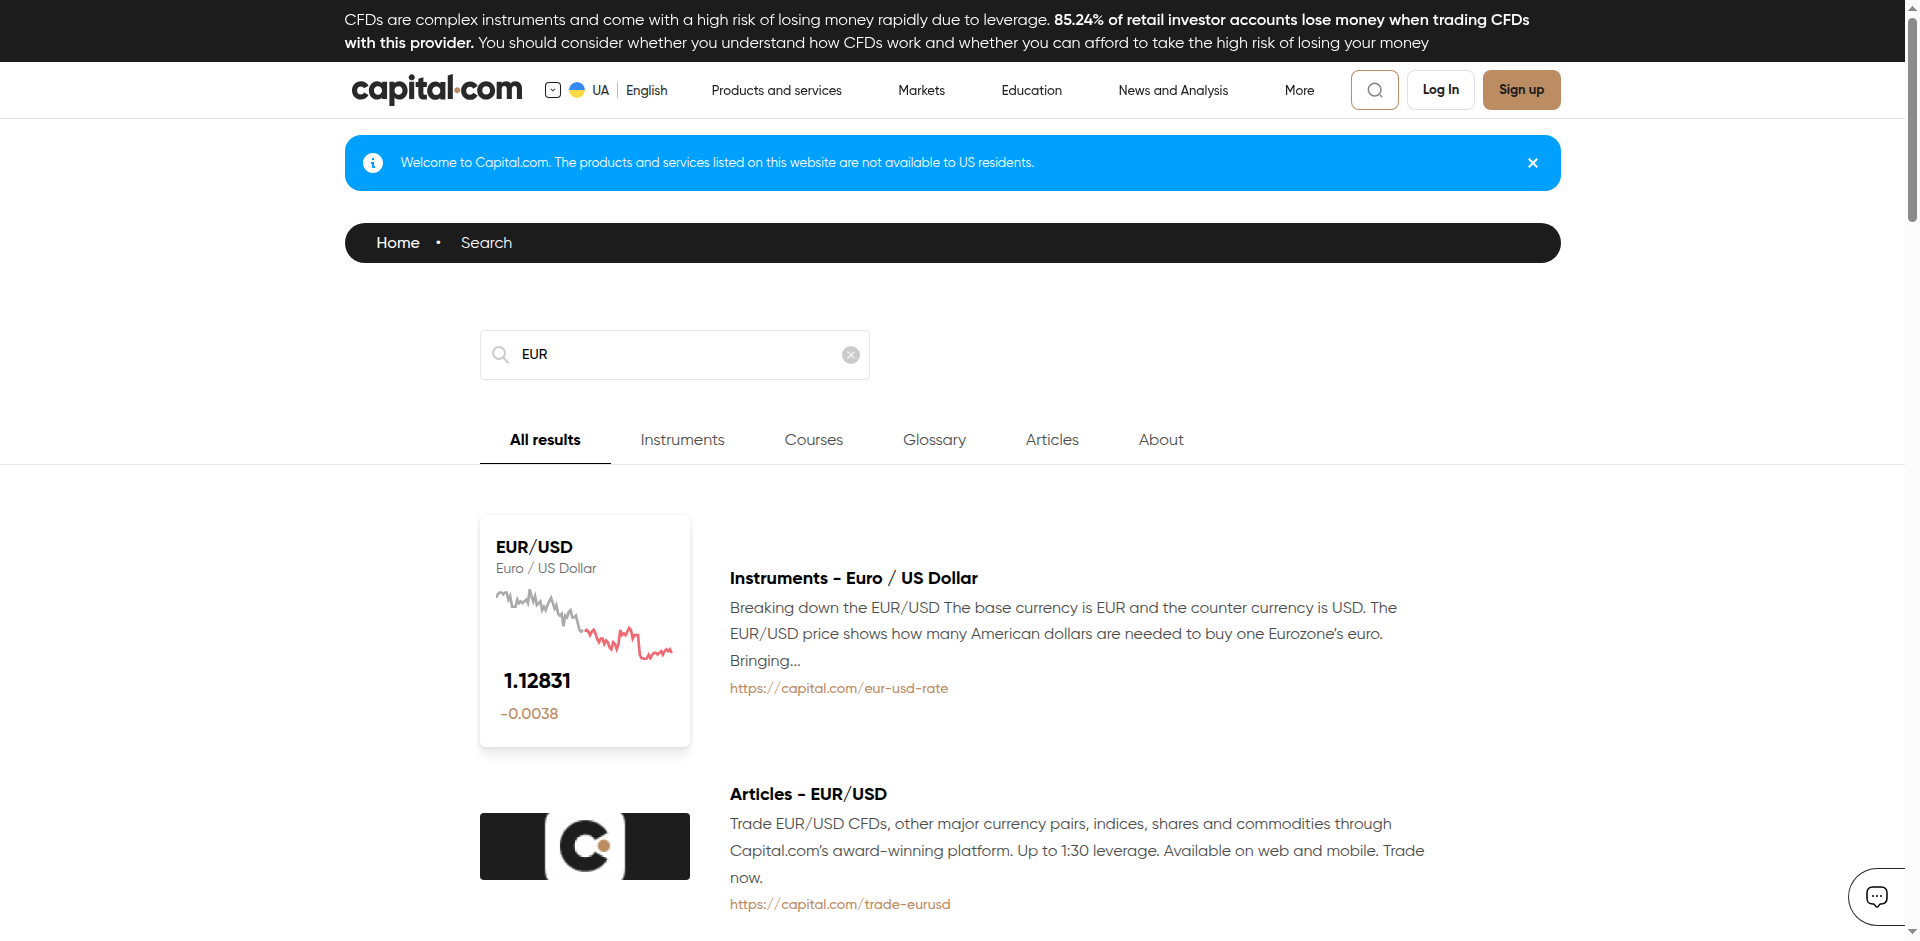 CFDs are complex instruments and come with a high risk of losing money rapidly due to leverage. 85.24% of retail investor accounts lose money when trading CFDs
with this provider. You should consider whether you understand how CFDs work and whether you can afford to take the high risk of losing your money
capital.com
UA English
Products and services
Markets
Education
News and Analysis
More
Log In
Sign up
Welcome to Capital.com. The products and services listed on this website are not available to US residents.
Home • Search
EUR
All results
Instruments
Courses
Glossary
Articles
About
EUR/USD
Euro / US Dollar
1.12831
-0.0038
Instruments - Euro / US Dollar
Breaking down the EUR/USD The base currency is EUR and the counter currency is USD. The
EUR/USD price shows how many American dollars are needed to buy one Eurozone’s euro.
Bringing...
https://capital.com/eur-usd-rate
Articles - EUR/USD
Trade EUR/USD CFDs, other major currency pairs, indices, shares and commodities through
Capital.com’s award-winning platform. Up to 1:30 leverage. Available on web and mobile. Trade
now.
https://capital.com/trade-eurusd